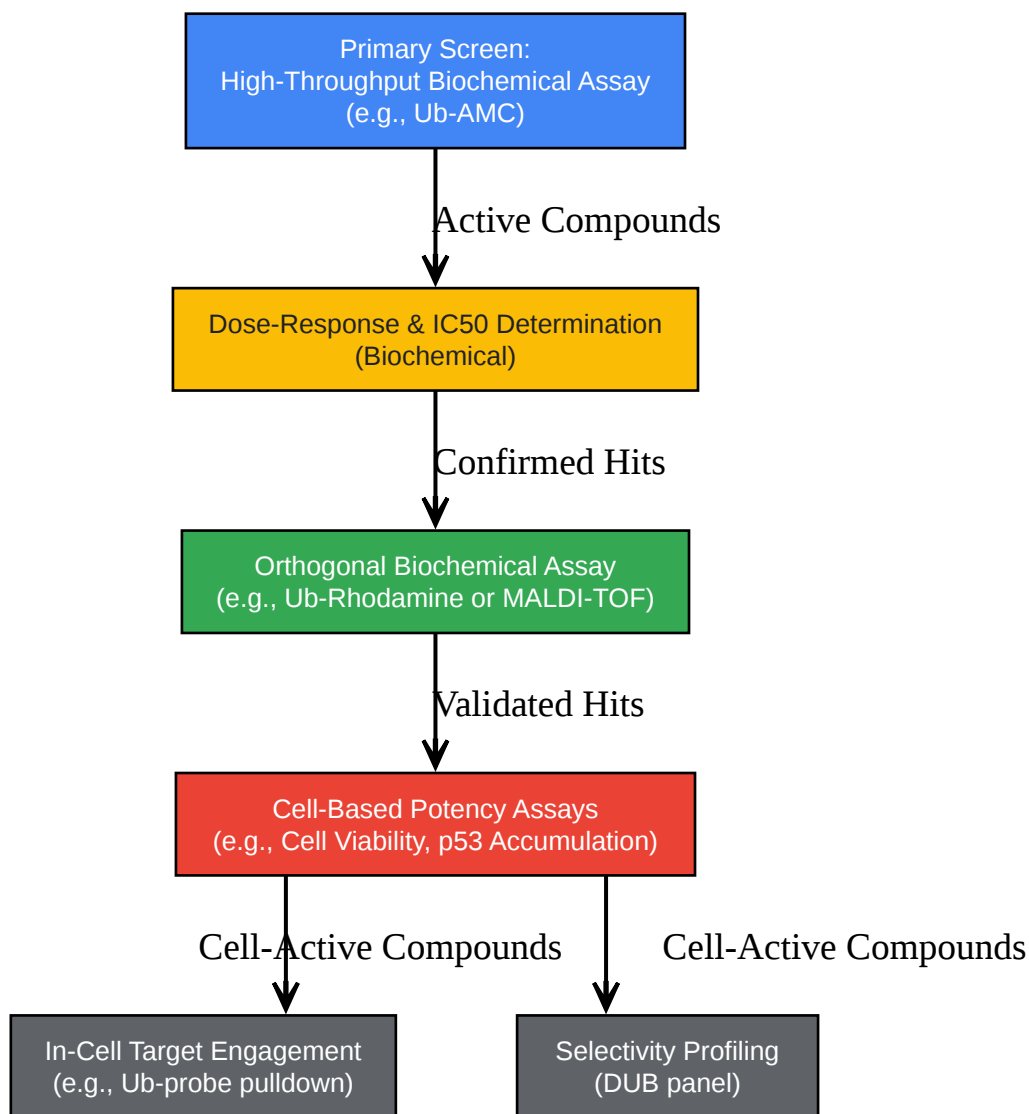 Primary Screen:
High-Throughput Biochemical Assay
(e.g., Ub-AMC)
Active Compounds
Dose-Response & IC50 Determination
(Biochemical)
Confirmed Hits
Orthogonal Biochemical Assay
(e.g., Ub-Rhodamine or MALDI-TOF)
Validated Hits
Cell-Based Potency Assays
(e.g., Cell Viability, p53 Accumulation)
Cell-Active Compounds
Cell-Active Compounds
In-Cell Target Engagement
(e.g., Ub-probe pulldown)
Selectivity Profiling
(DUB panel)